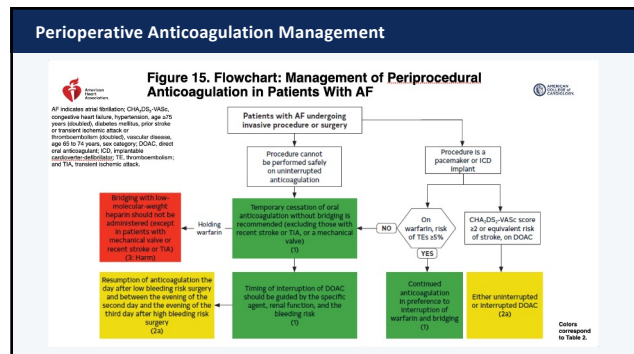 Perioperative Anticoagulation Management
American
Heart
Association.
Figure 15. Flowchart: Management of Periprocedural
Anticoagulation in Patients With AF
AMERICAN
COLLEGE of
CARDIOLOGY
AF indicates atrial fibrillation; CHA₂DS₂-VASc,
congestive heart failure, hypertension, age ≥75
years (doubled), diabetes mellitus, prior stroke
or transient ischemic attack or
thromboembolism (doubled), vascular disease,
age 65 to 74 years, sex category; DOAC, direct
oral anticoagulant; ICD, implantable
cardioverter-defibrillator; TE, thromboembolism;
and TIA, transient ischemic attack.
Patients with AF undergoing
invasive procedure or surgery
Procedure cannot
be performed safely
on uninterrupted
anticoagulation
Procedure is a
pacemaker or ICD
implant
Bridging with low-
molecular-weight
heparin should not be
administered (except
in patients with
mechanical valve or
recent stroke or TIA)
(3: Harm)
Holding
warfarin
Temporary cessation of oral
anticoagulation without bridging is
recommended (excluding those with
recent stroke or TIA, or a mechanical
valve)
(1)
NO
On
warfarin, risk
of TEs ≥5%
YES
CHA₂DS₂-VASc score
≥2 or equivalent risk
of stroke, on DOAC
Resumption of anticoagulation the
day after low bleeding risk surgery
and between the evening of the
second day and the evening of the
third day after high bleeding risk
surgery
(2a)
Timing of interruption of DOAC
should be guided by the specific
agent, renal function, and the
bleeding risk
(1)
Continued
anticoagulation
in preference to
interruption of
warfarin and bridging
(1)
Either uninterrupted
or interrupted DOAC
(2a)
Colors
correspond
to Table 2.